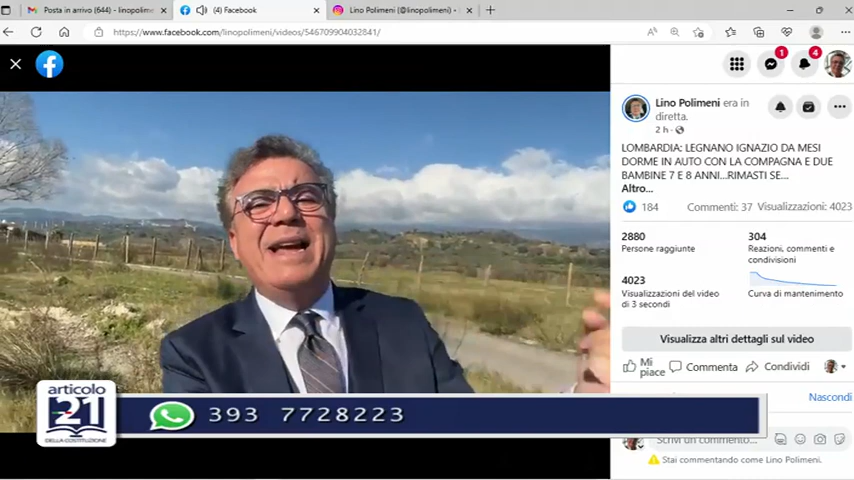 Posta in arrivo (644) - linopolime
(4) Facebook
Lino Polimeni (@linopolimeni) •
https://www.facebook.com/linopolimeni/videos/546709904032841/
1
4
Lino Polimeni era in
diretta.
2 h
LOMBARDIA: LEGNANO IGNAZIO DA MESI
DORME IN AUTO CON LA COMPAGNA E DUE
BAMBINE 7 E 8 ANNI...RIMASTI SE...
Altro...
184
Commenti: 37 Visualizzazioni: 4023
2880
Persone raggiunte
304
Reazioni, commenti e
condivisioni
4023
Visualizzazioni del video
di 3 secondi
Curva di mantenimento
Visualizza altri dettagli sul video
Mi
piace
Commenta
Condividi
Nascondi
articolo
21
DELLA COSTITUZIONE
393 7728223
Scrivi un commento...
Stai commentando come Lino Polimeni.